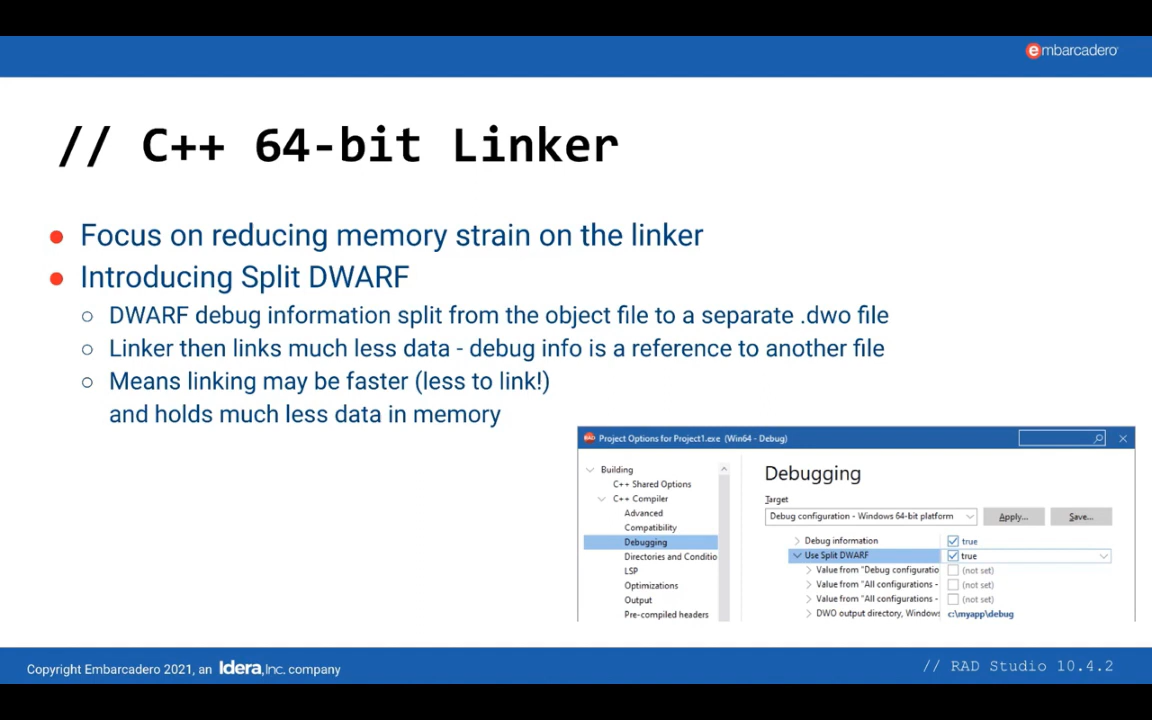 embarcadero
// C++ 64-bit Linker
Focus on reducing memory strain on the linker
Introducing Split DWARF
DWARF debug information split from the object file to a separate .dwo file
Linker then links much less data - debug info is a reference to another file
Means linking may be faster (less to link!)
and holds much less data in memory
RAD Project Options for Project1.exe (Win64 - Debug)
Building
C++ Shared Options
C++ Compiler
Advanced
Compatibility
Debugging
Directories and Conditio
LSP
Optimizations
Output
Pre-compiled headers
Debugging
Target
Debug configuration - Windows 64-bit platform
Apply...
Save...
Debug information true
Use Split DWARF true
Value from "Debug configuratio (not set)
Value from "All configurations - (not set)
Value from "All configurations - (not set)
DWO output directory, Windows c:\myapp\debug
Copyright Embarcadero 2021, an Idera, Inc. company
// RAD Studio 10.4.2